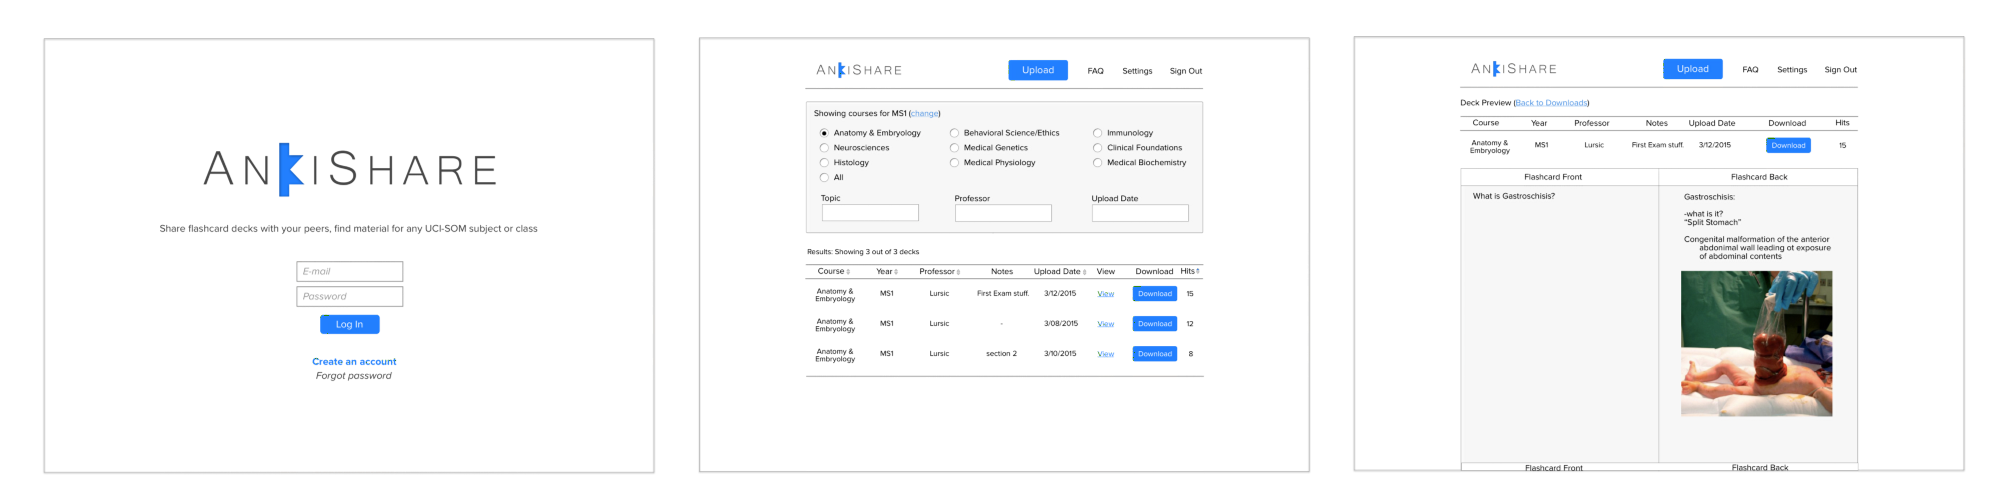 ANKISHARE
Share flashcard decks with your peers, find material for any UCI-SOM subject or class
E-mail
Password
Log In
Create an account
Forgot password
ANKISHARE
Upload FAQ Settings Sign Out
Showing courses for MS1 (change)
Anatomy & Embryology Behavioral Science/Ethics Immunology
Neurosciences Medical Genetics Clinical Foundations
Histology Medical Physiology Medical Biochemistry
All
Topic Professor Upload Date
Results: Showing 3 out of 3 decks
Course Year Professor Notes Upload Date View Download Hits
Anatomy & Embryology MS1 Lursic First Exam stuff. 3/12/2015 View Download 15
Anatomy & Embryology MS1 Lursic - 3/08/2015 View Download 12
Anatomy & Embryology MS1 Lursic section 2 3/10/2015 View Download 8
ANKISHARE
Upload FAQ Settings Sign Out
Deck Preview (Back to Downloads)
Course Year Professor Notes Upload Date Download Hits
Anatomy & Embryology MS1 Lursic First Exam stuff. 3/12/2015 Download 15
Flashcard Front Flashcard Back
What is Gastroschisis? Gastroschisis:
-what is it?
“Split Stomach”
Congenital malformation of the anterior
abdonimal wall leading ot exposure
of abdominal contents
Flashcard Front Flashcard Back